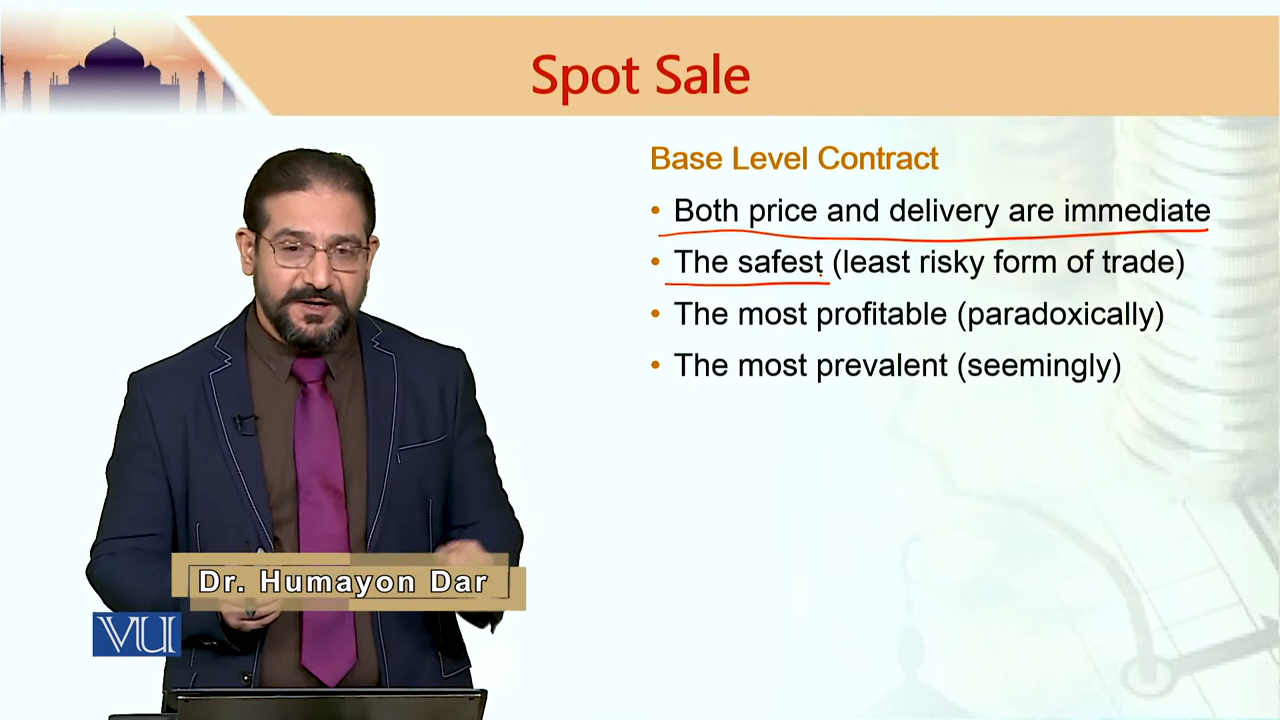 Spot Sale
Base Level Contract
• Both price and delivery are immediate
• The safest (least risky form of trade)
• The most profitable (paradoxically)
• The most prevalent (seemingly)
Dr. Humayon Dar
VU